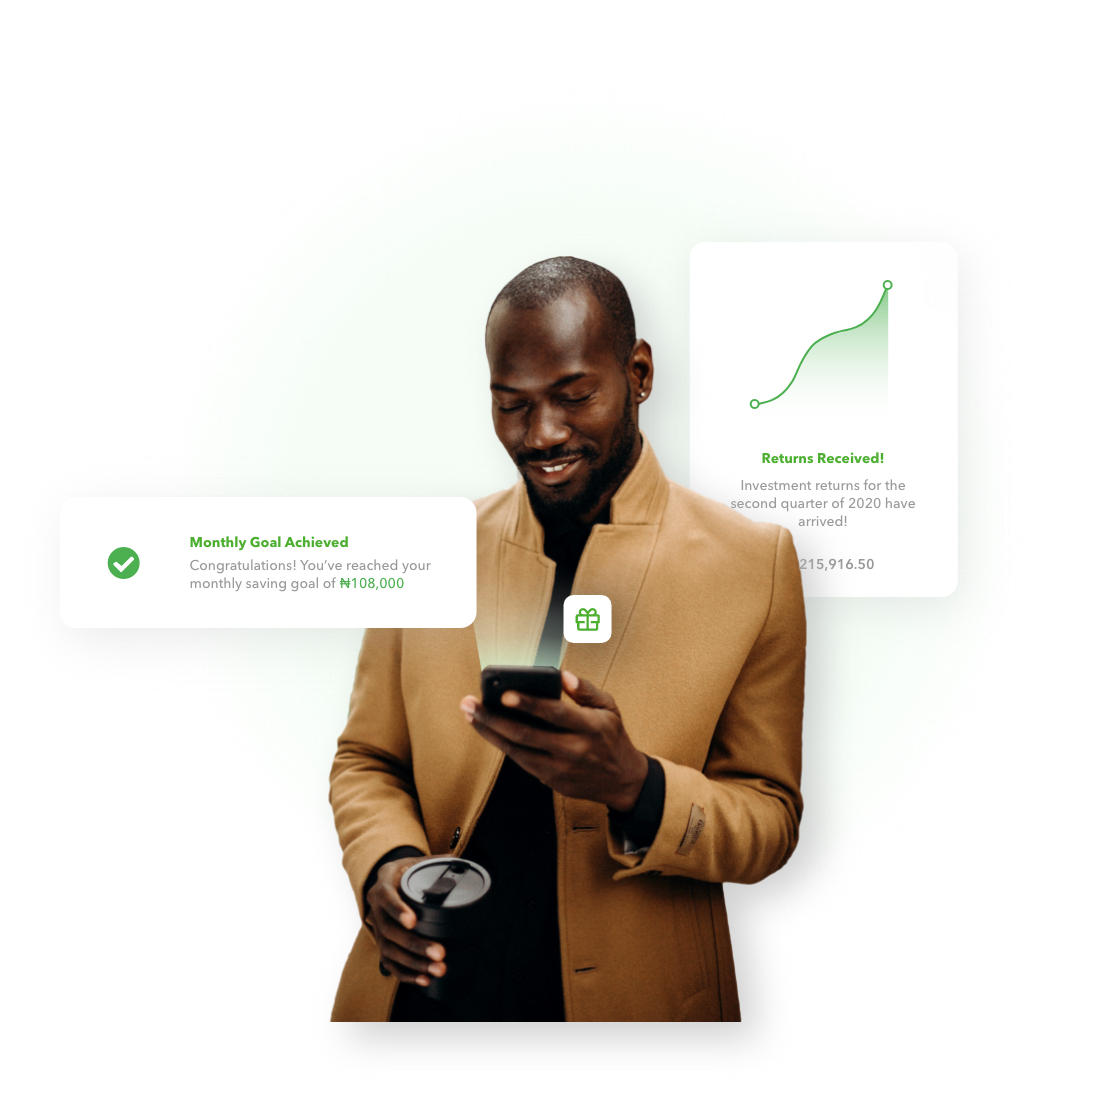 Returns Received!
Investment returns for the
second quarter of 2020 have
arrived!
215,916.50
Monthly Goal Achieved
Congratulations! You’ve reached your
monthly saving goal of ₦108,000